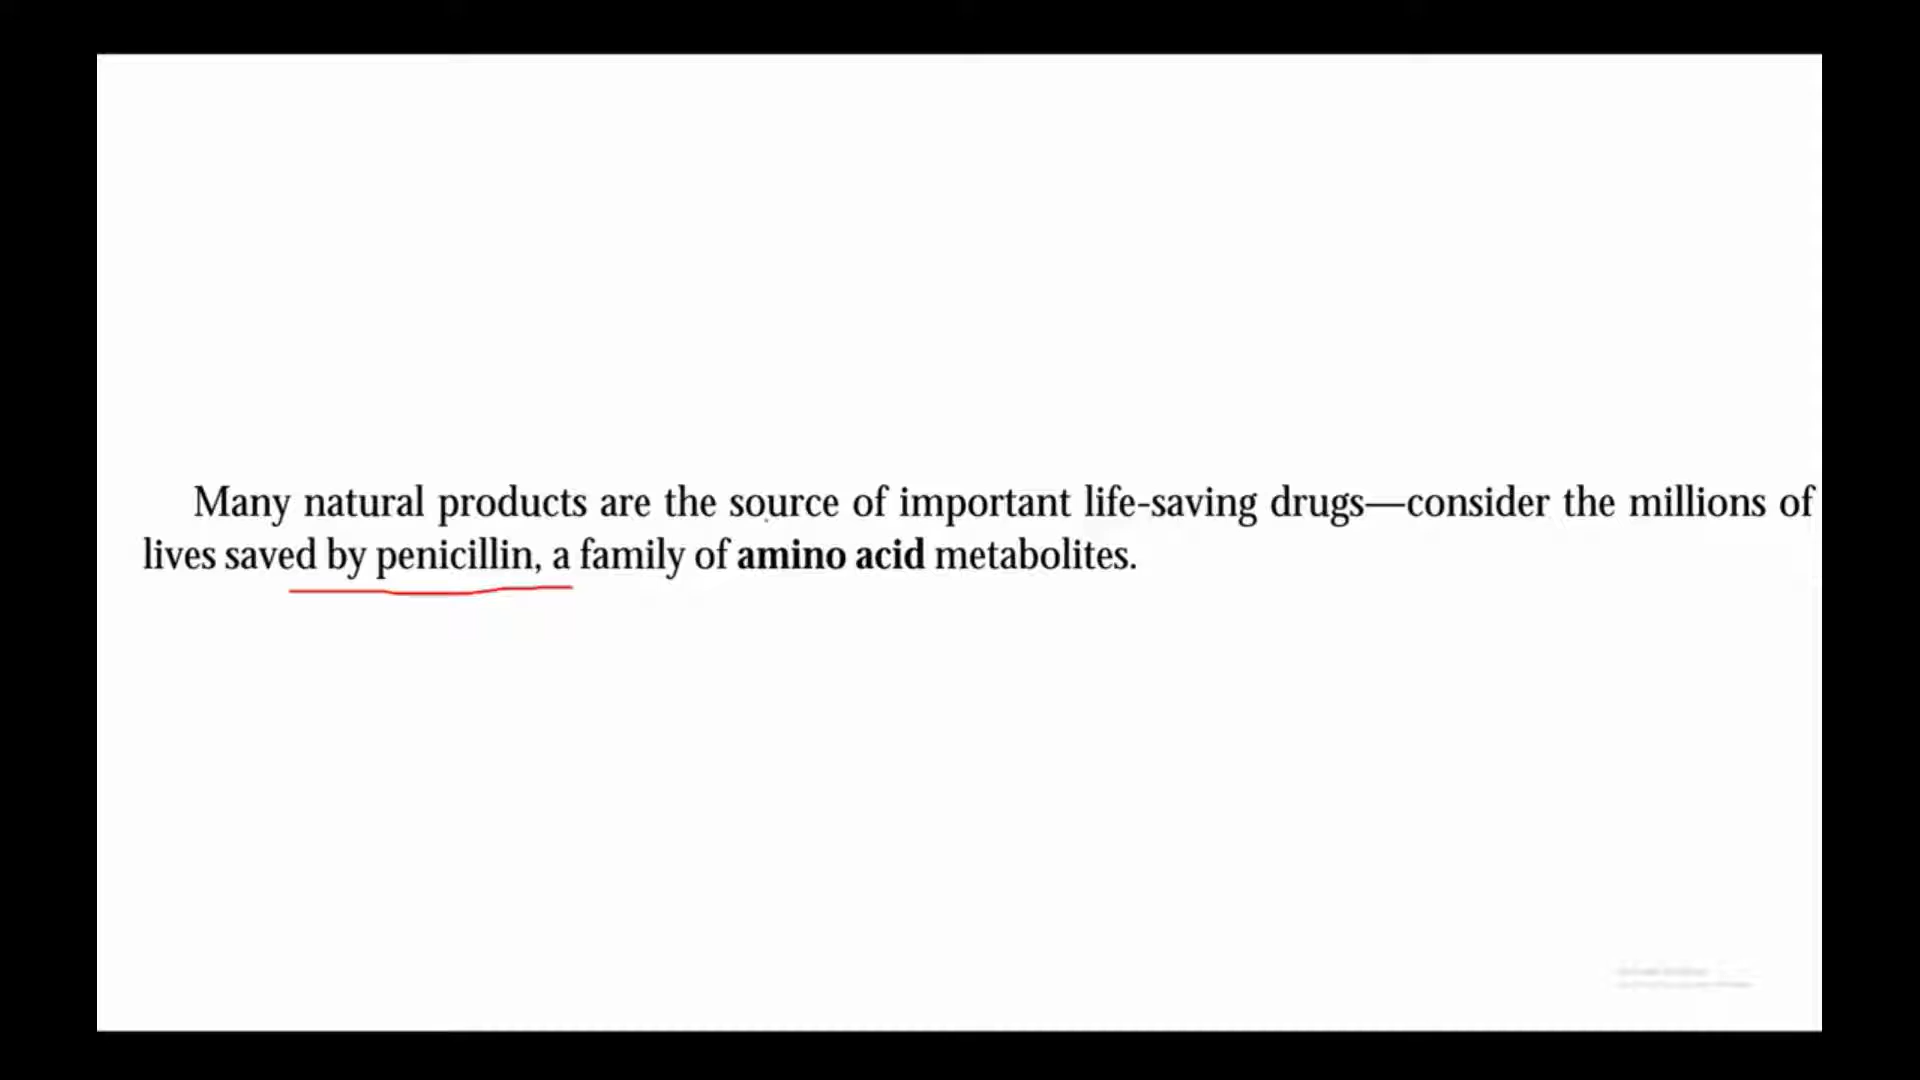 Many natural products are the source of important life-saving drugs—consider the millions of
lives saved by penicillin, a family of amino acid metabolites.